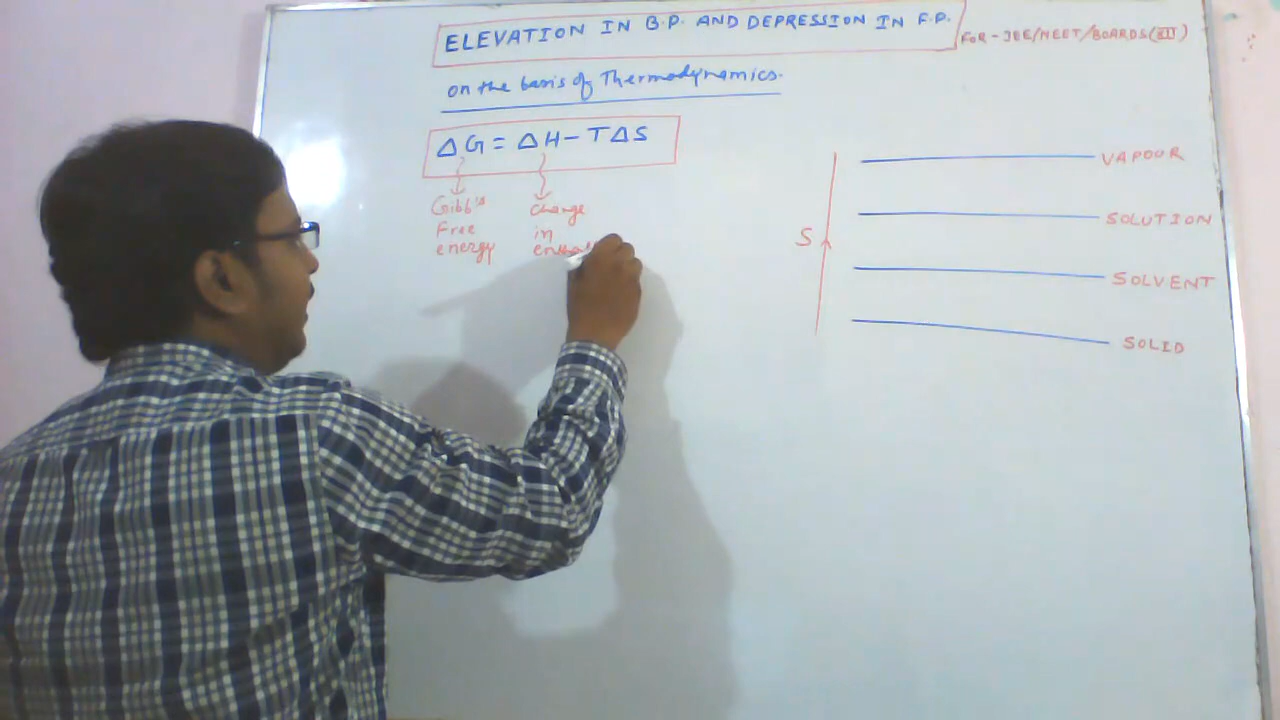 ELEVATION IN B.P. AND DEPRESSION IN F.P.
FOR - JEE/NEET/BOARDS(XII)
on the basis of Thermodynamics.
ΔG = ΔH - TΔS
Gibb's
Free
energy
change
in
S
VAPOUR
SOLUTION
SOLVENT
SOLID